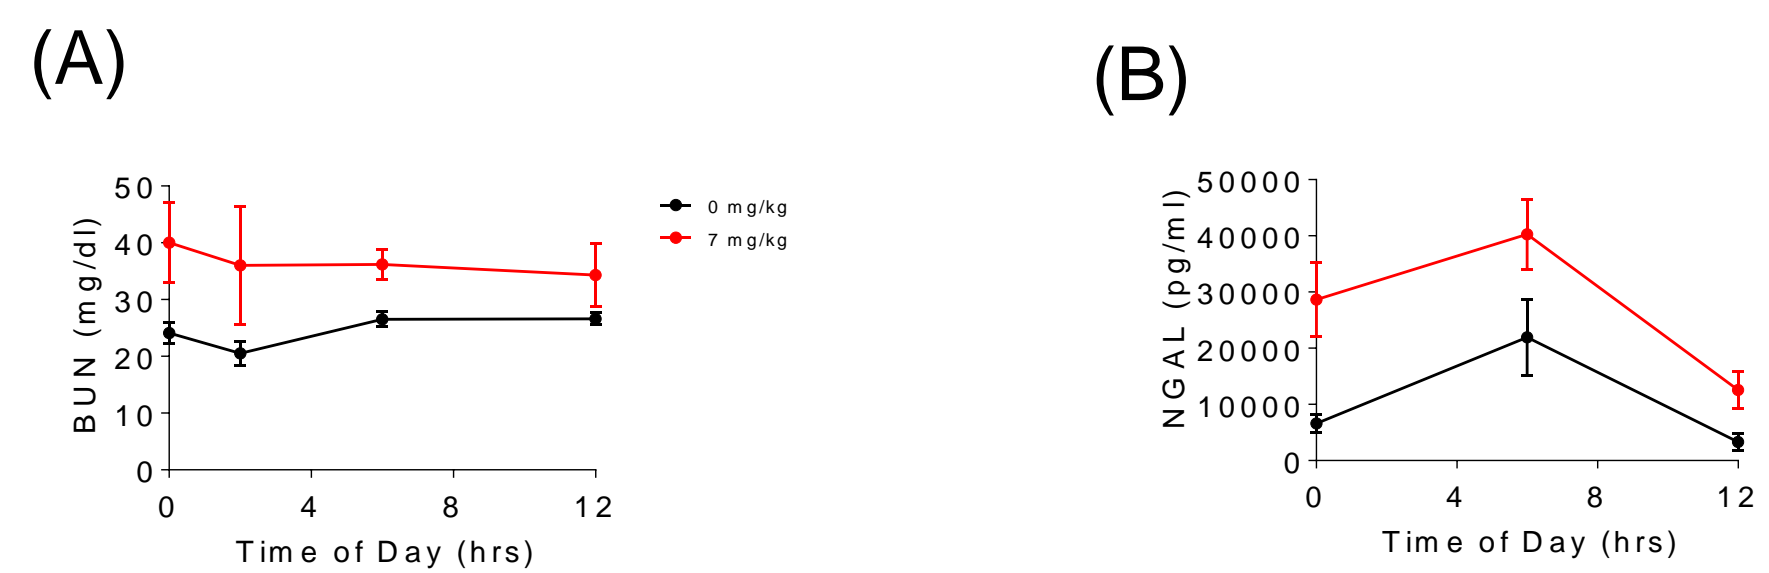 (A)
50
40
30
20
10
0
BUN (mg/dl)
0 4 8 12
Time of Day (hrs)
0 mg/kg
7 mg/kg
(B)
50000
40000
30000
20000
10000
0
NGAL (pg/ml)
0 4 8 12
Time of Day (hrs)